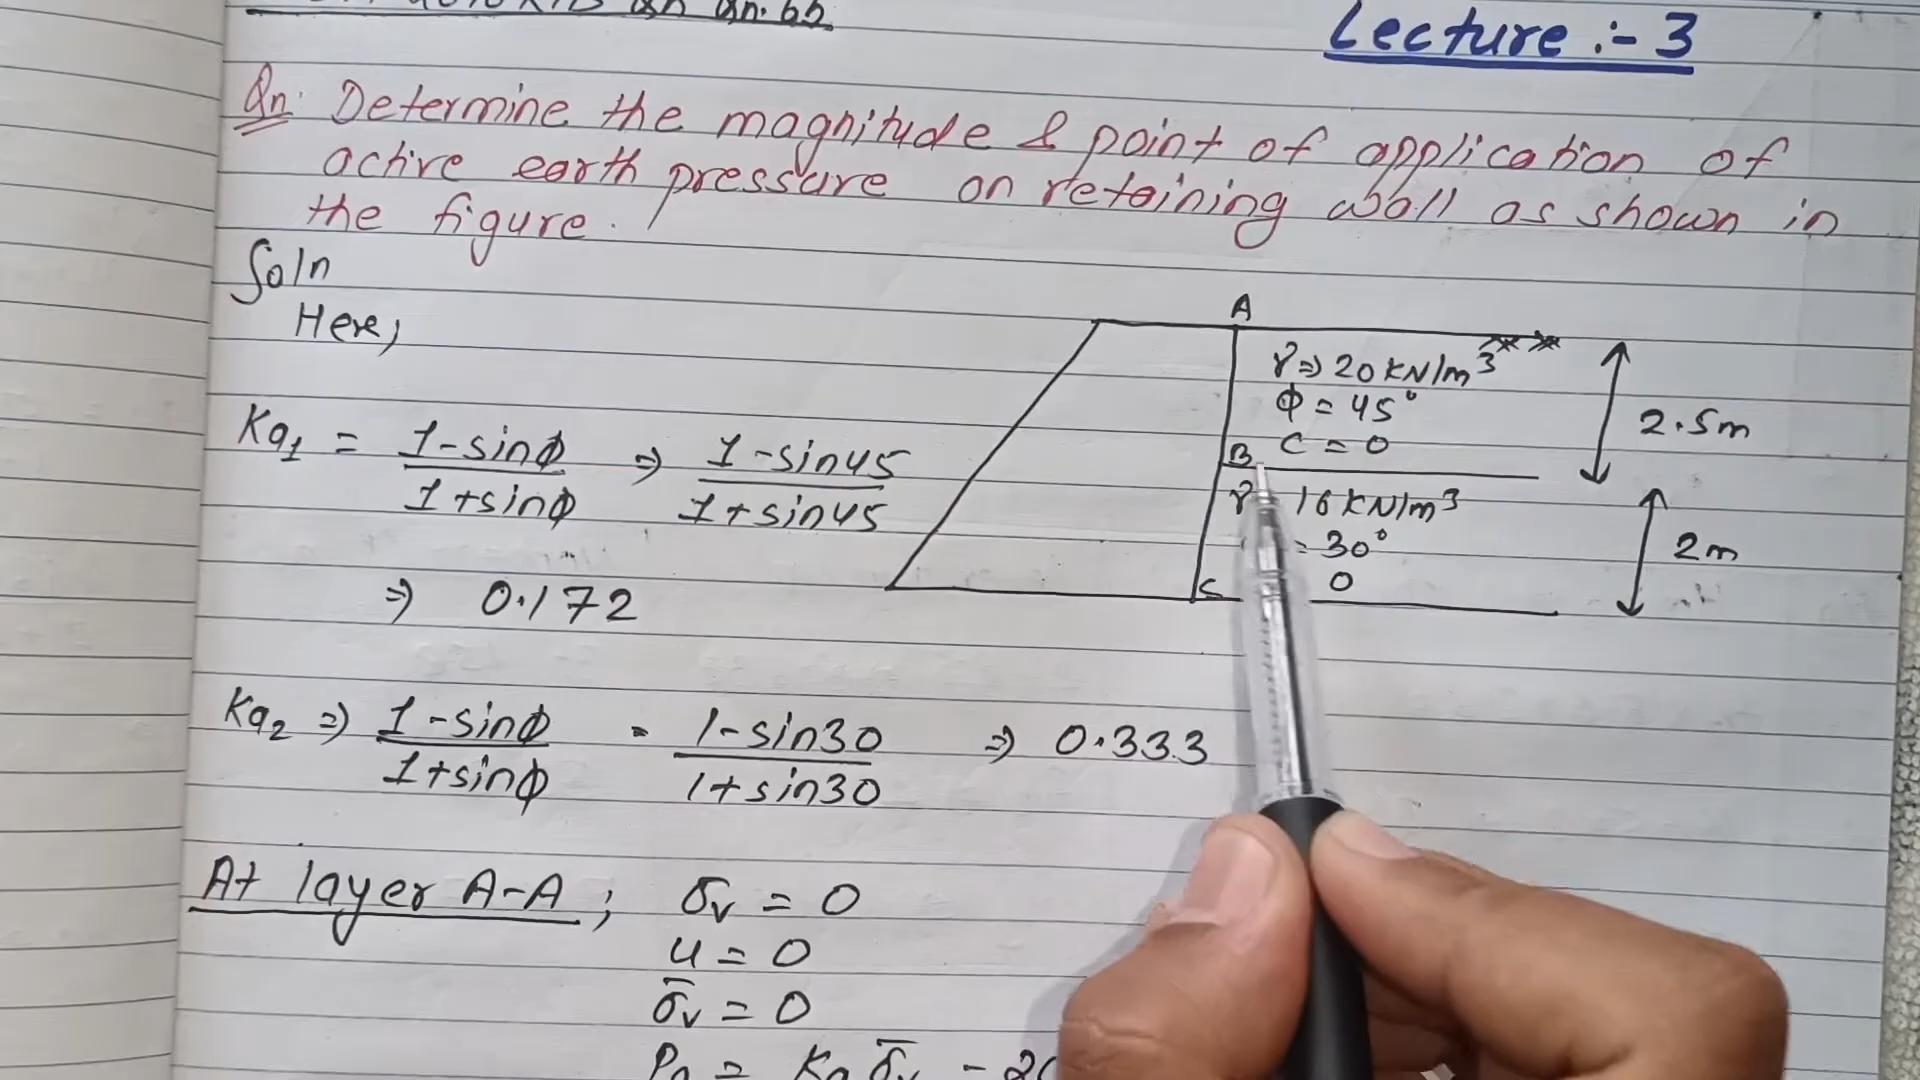 Lecture :- 3
Qn. Determine the magnitude & point of application of
active earth pressure on retaining wall as shown in
the figure.
Soln
Here,
A
γ ⇒ 20 KN/m³
Φ = 45°
C = 0
2.5m
B
γ 16 KN/m³
= 30°
0
2m
C
Ka₁ = 1-sinϕ / 1+sinϕ ⇒ 1-sin45 / 1+sin45
⇒ 0.172
Ka₂ ⇒ 1-sinϕ / 1+sinϕ = 1-sin30 / 1+sin30 ⇒ 0.333
At layer A-A ; σv = 0
u = 0
σ̄v = 0
Pa = Ka σ̄v - 2